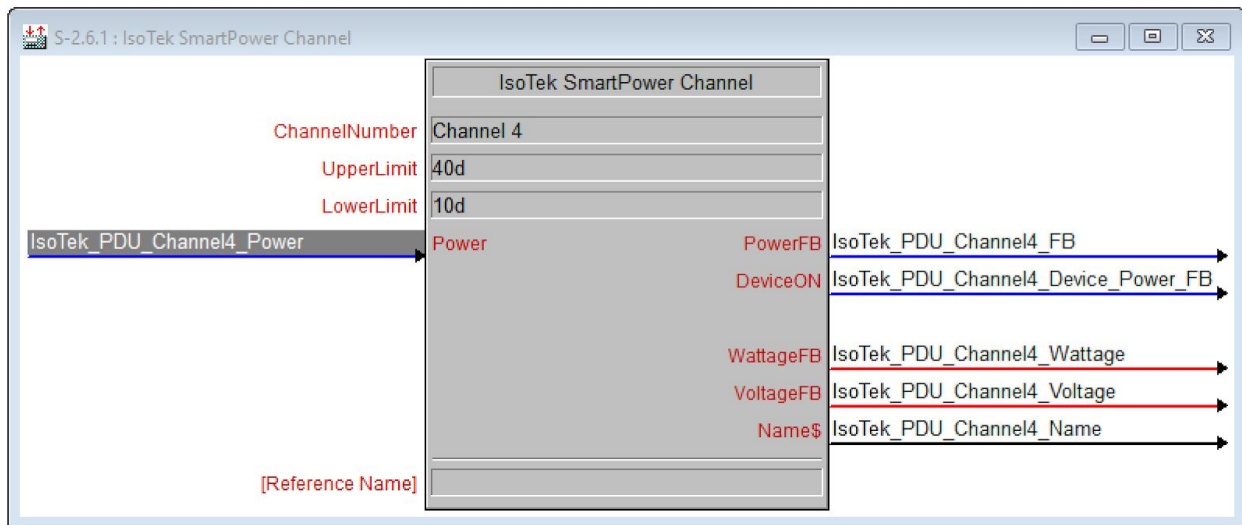 S-2.6.1 : IsoTek SmartPower Channel
IsoTek SmartPower Channel
ChannelNumber Channel 4
UpperLimit 40d
LowerLimit 10d
IsoTek_PDU_Channel4_Power Power PowerFB IsoTek_PDU_Channel4_FB
DeviceON IsoTek_PDU_Channel4_Device_Power_FB
WattageFB IsoTek_PDU_Channel4_Wattage
VoltageFB IsoTek_PDU_Channel4_Voltage
Name$ IsoTek_PDU_Channel4_Name
[Reference Name]